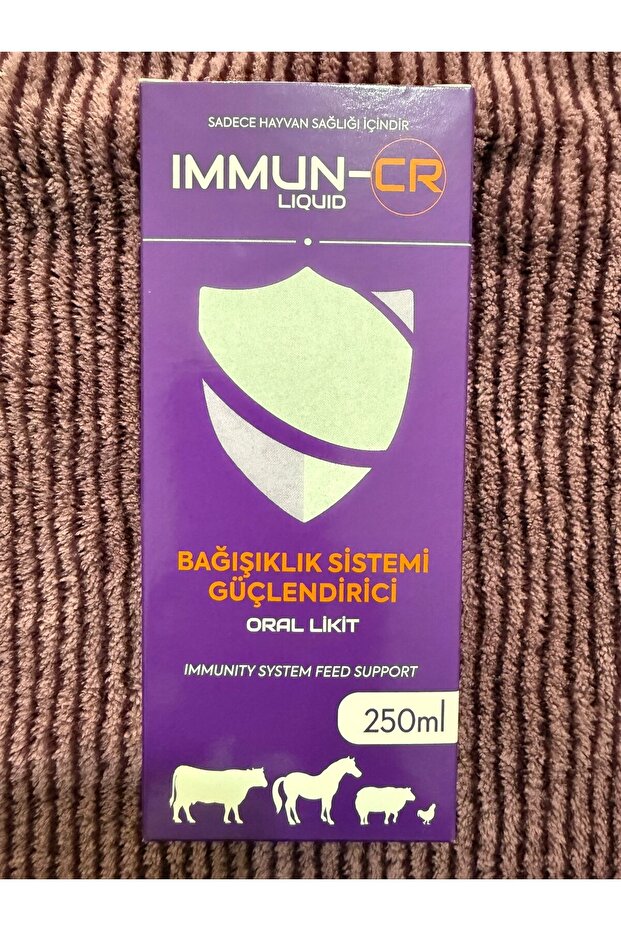 SADECE HAYVAN SAĞLIĞI İÇİNDİR
IMMUN-CR
LIQUID
BAĞIŞIKLIK SİSTEMİ
GÜÇLENDİRİCİ
ORAL LİKİT
IMMUNITY SYSTEM FEED SUPPORT
250ml